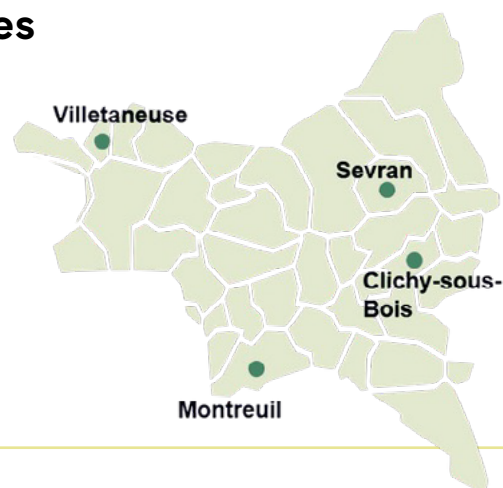 es
Villetaneuse
Sevran
Clichy-sous-
Bois
Montreuil